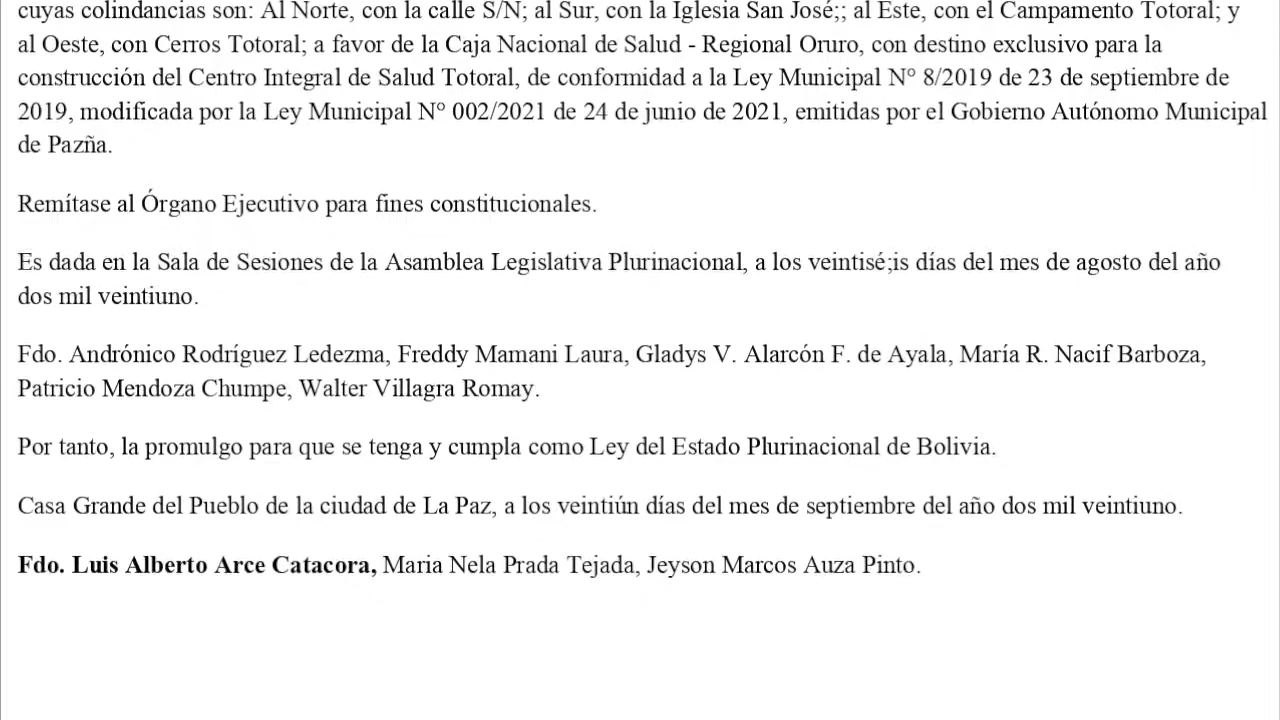 cuyas colindancias son: Al Norte, con la calle S/N; al Sur, con la Iglesia San José;; al Este, con el Campamento Totoral; y
al Oeste, con Cerros Totoral; a favor de la Caja Nacional de Salud - Regional Oruro, con destino exclusivo para la
construcción del Centro Integral de Salud Totoral, de conformidad a la Ley Municipal N° 8/2019 de 23 de septiembre de
2019, modificada por la Ley Municipal N° 002/2021 de 24 de junio de 2021, emitidas por el Gobierno Autónomo Municipal
de Pazña.
Remítase al Órgano Ejecutivo para fines constitucionales.
Es dada en la Sala de Sesiones de la Asamblea Legislativa Plurinacional, a los veintisé;is días del mes de agosto del año
dos mil veintiuno.
Fdo. Andrónico Rodríguez Ledezma, Freddy Mamani Laura, Gladys V. Alarcón F. de Ayala, María R. Nacif Barboza,
Patricio Mendoza Chumpe, Walter Villagra Romay.
Por tanto, la promulgo para que se tenga y cumpla como Ley del Estado Plurinacional de Bolivia.
Casa Grande del Pueblo de la ciudad de La Paz, a los veintiún días del mes de septiembre del año dos mil veintiuno.
Fdo. Luis Alberto Arce Catacora, Maria Nela Prada Tejada, Jeyson Marcos Auza Pinto.